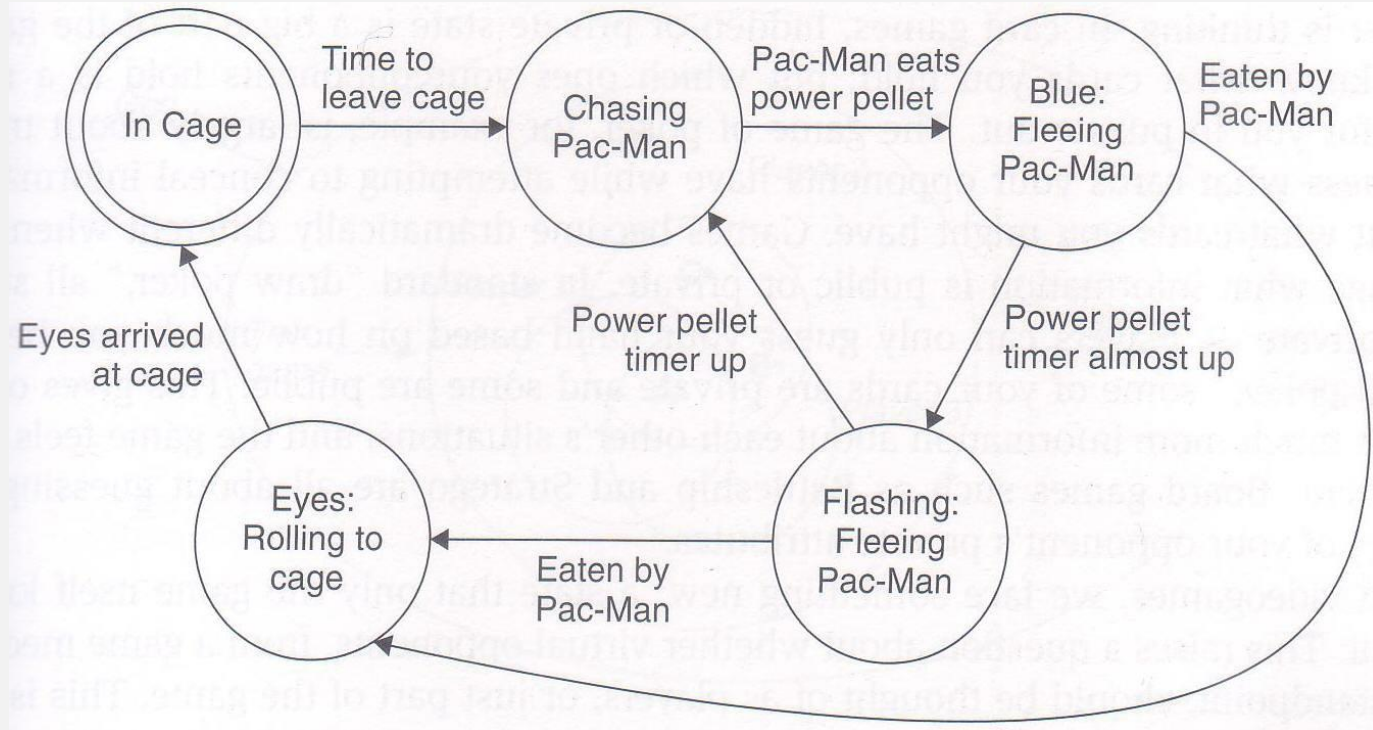 Time to
leave cage
Pac-Man eats
power pellet
Eaten by
Pac-Man
In Cage
Chasing
Pac-Man
Blue:
Fleeing
Pac-Man
Eyes arrived
at cage
Power pellet
timer up
Power pellet
timer almost up
Eyes:
Rolling to
cage
Eaten by
Pac-Man
Flashing:
Fleeing
Pac-Man